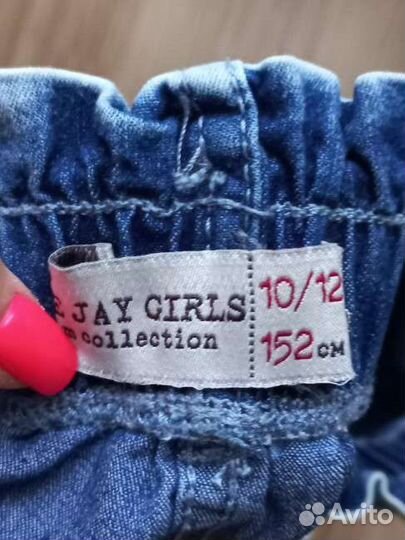 JAY GIRLS
collection
10/12
152 CM
Avito